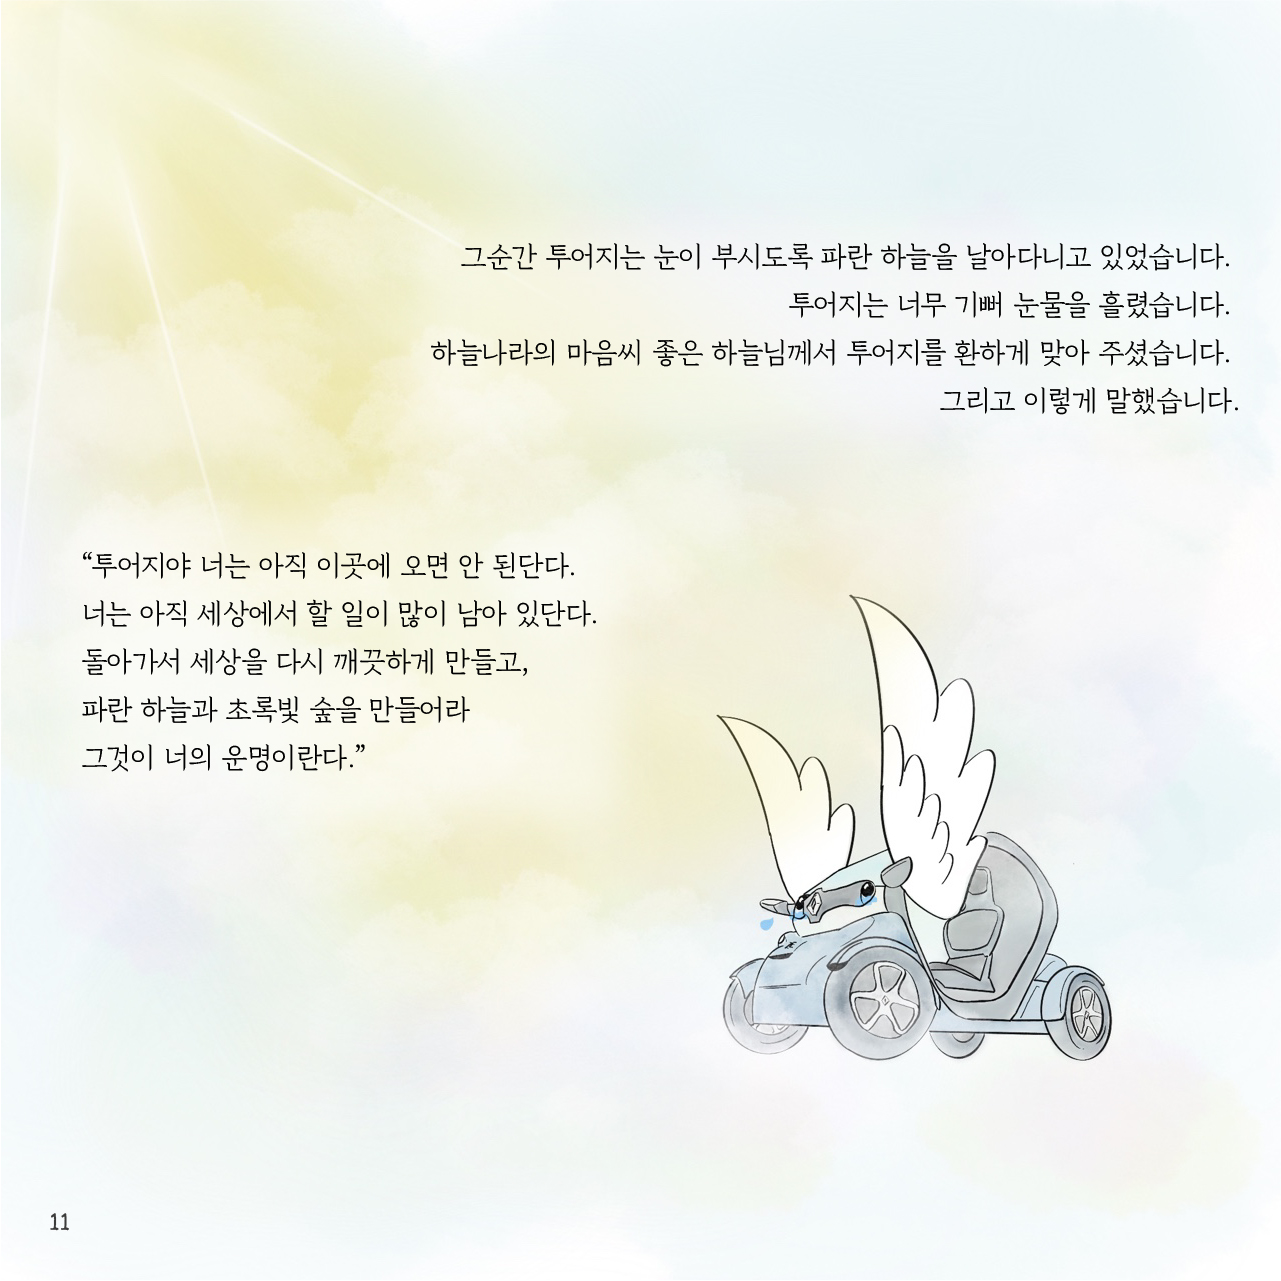 그순간 투어지는 눈이 부시도록 파란 하늘을 날아다니고 있었습니다.
투어지는 너무 기뻐 눈물을 흘렸습니다.
하늘나라의 마음씨 좋은 하늘님께서 투어지를 환하게 맞아 주셨습니다.
그리고 이렇게 말했습니다.
“투어지야 너는 아직 이곳에 오면 안 된단다.
너는 아직 세상에서 할 일이 많이 남아 있단다.
돌아가서 세상을 다시 깨끗하게 만들고,
파란 하늘과 초록빛 숲을 만들어라
그것이 너의 운명이란다.”
11